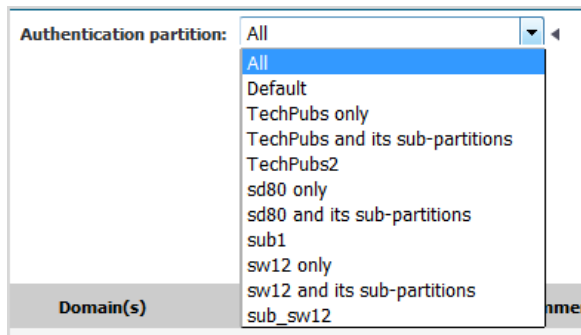 Authentication partition: All
All
Default
TechPubs only
TechPubs and its sub-partitions
TechPubs2
sd80 only
sd80 and its sub-partitions
sub1
sw12 only
sw12 and its sub-partitions
sub_sw12
Domain(s)